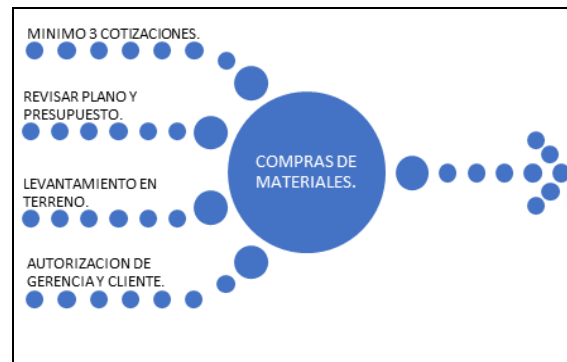 MINIMO 3 COTIZACIONES.
REVISAR PLANO Y
PRESUPUESTO.
LEVANTAMIENTO EN
TERRENO.
AUTORIZACION DE
GERENCIA Y CLIENTE.
COMPRAS DE
MATERIALES.